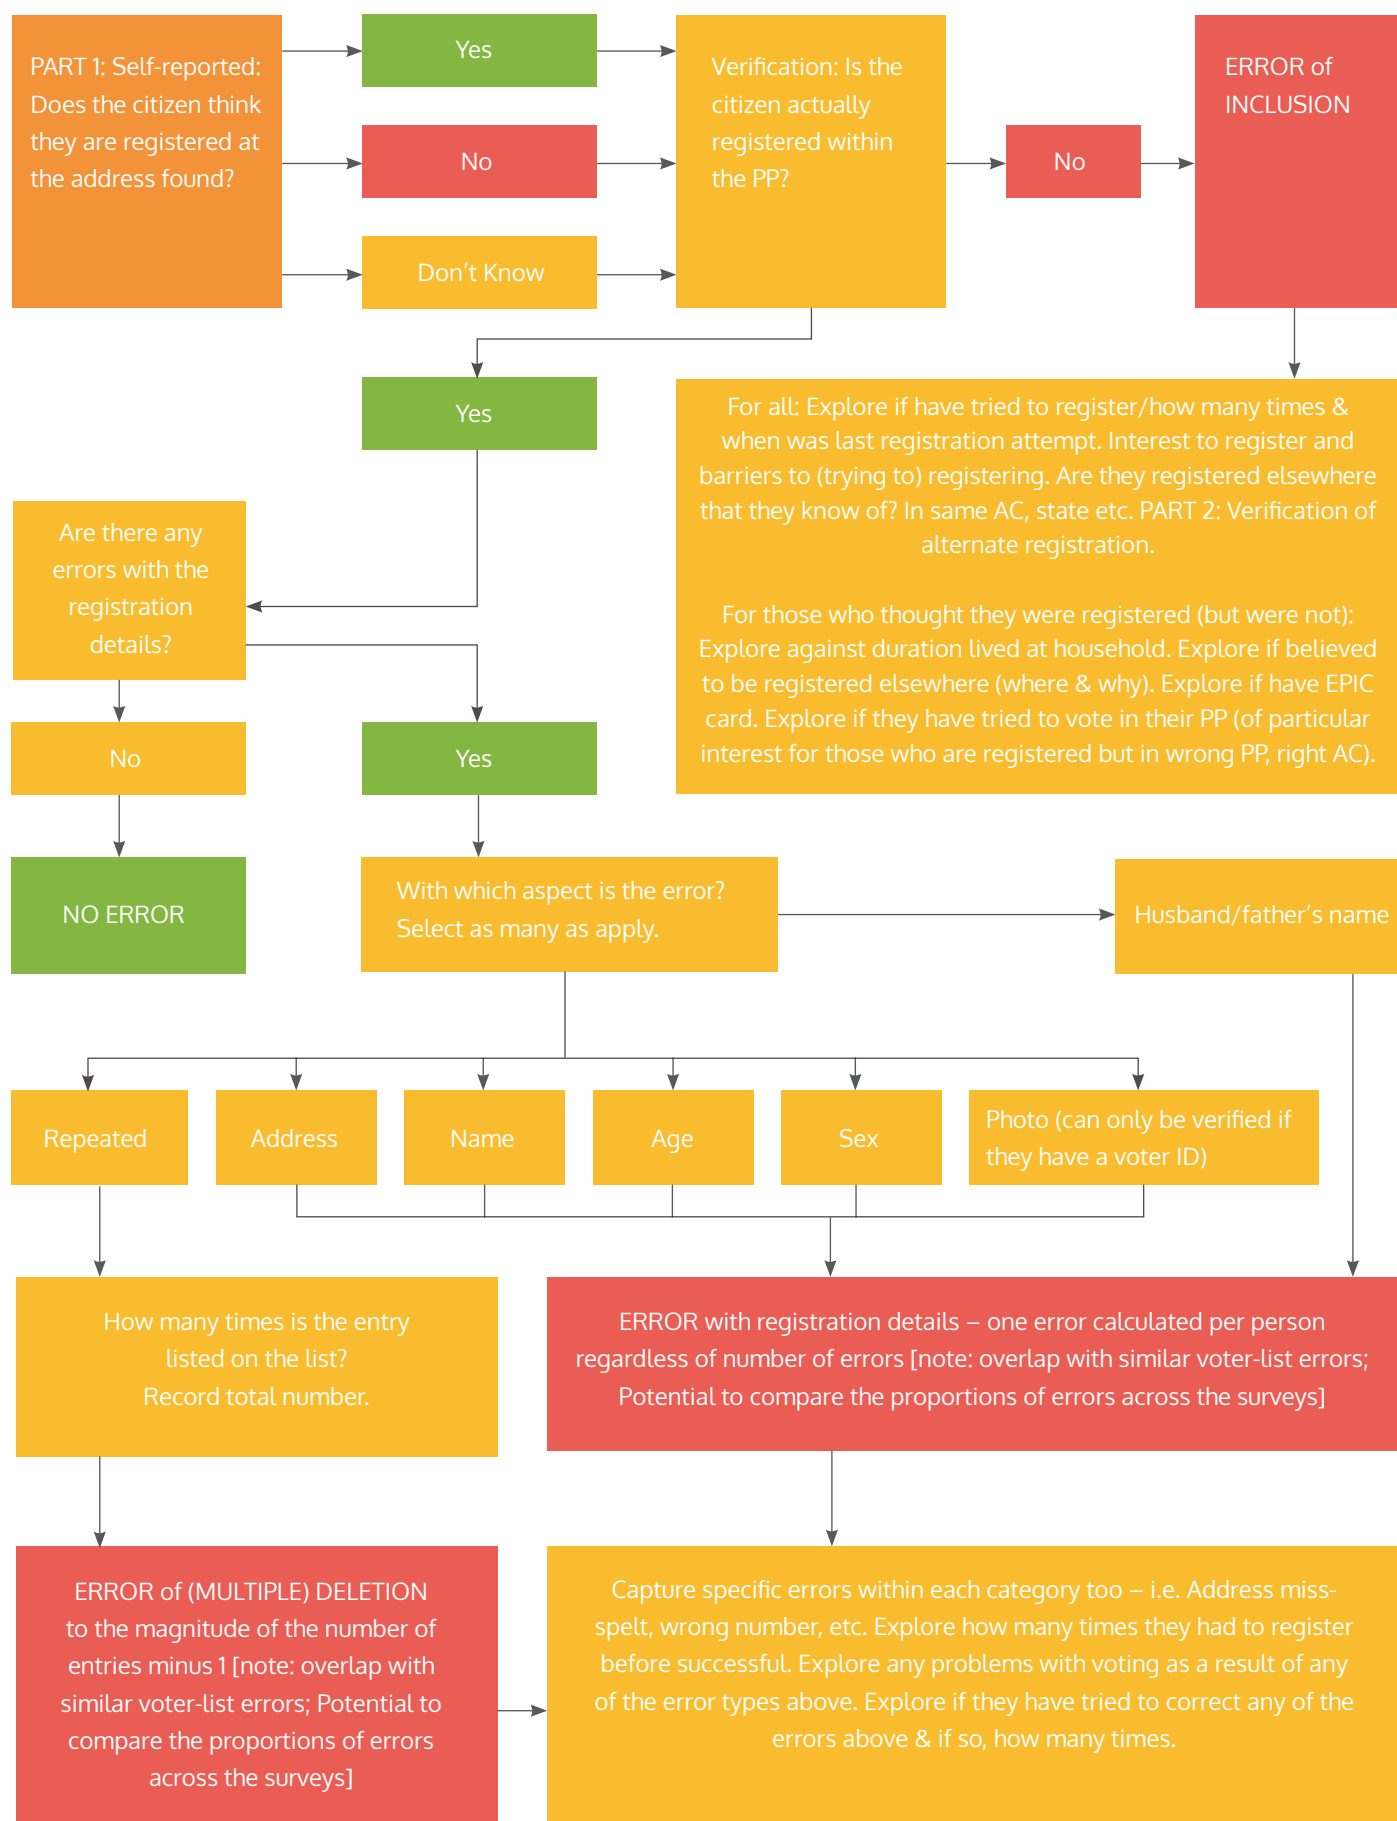 PART 1: Self-reported:
Does the citizen think
they are registered at
the address found?
Yes
No
Don't Know
Verification: Is the
citizen actually
registered within
the PP?
No
ERROR of
INCLUSION
Yes
For all: Explore if have tried to register/how many times &
when was last registration attempt. Interest to register and
barriers to (trying to) registering. Are they registered elsewhere
that they know of? In same AC, state etc. PART 2: Verification of
alternate registration.
For those who thought they were registered (but were not):
Explore against duration lived at household. Explore if believed
to be registered elsewhere (where & why). Explore if have EPIC
card. Explore if they have tried to vote in their PP (of particular
interest for those who are registered but in wrong PP, right AC).
Are there any
errors with the
registration
details?
No
Yes
NO ERROR
With which aspect is the error?
Select as many as apply.
Husband/father's name
Repeated
Address
Name
Age
Sex
Photo (can only be verified if
they have a voter ID)
How many times is the entry
listed on the list?
Record total number.
ERROR with registration details – one error calculated per person
regardless of number of errors [note: overlap with similar voter-list errors;
Potential to compare the proportions of errors across the surveys]
ERROR of (MULTIPLE) DELETION
to the magnitude of the number of
entries minus 1 [note: overlap with
similar voter-list errors; Potential to
compare the proportions of errors
across the surveys]
Capture specific errors within each category too – i.e. Address miss-
spelt, wrong number, etc. Explore how many times they had to register
before successful. Explore any problems with voting as a result of any
of the error types above. Explore if they have tried to correct any of the
errors above & if so, how many times.